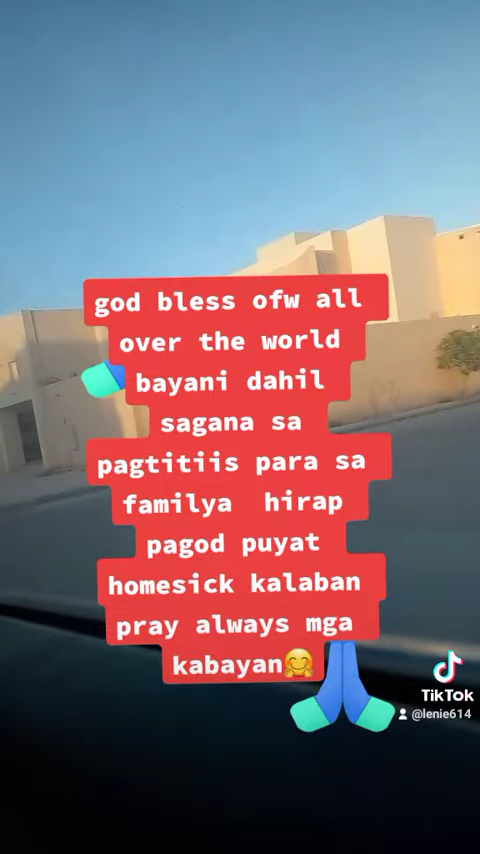 god bless ofw all
over the world
bayani dahil
sagana sa
pagtitiis para sa
familya  hirap
pagod puyat
homesick kalaban
pray always mga
kabayan🤗
TikTok
@lenie614